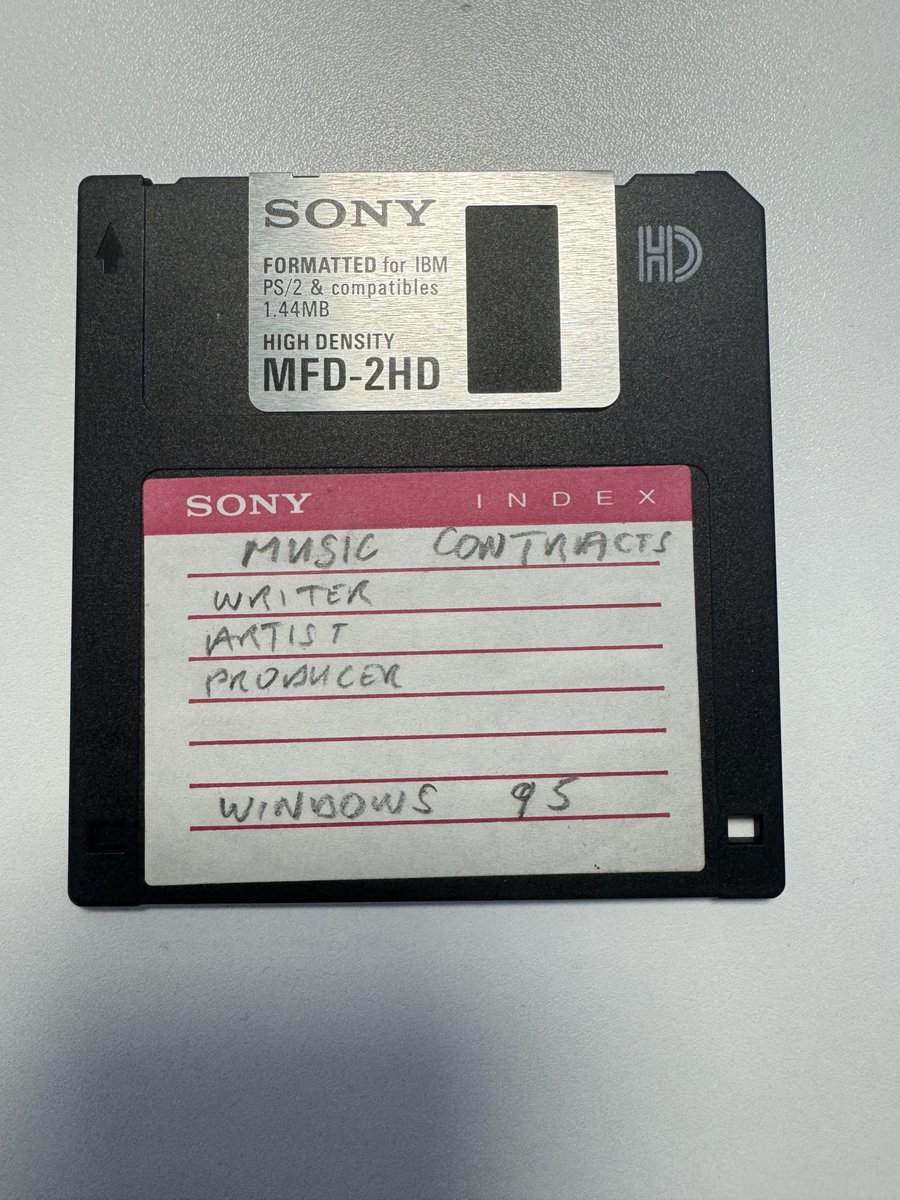 SONY
FORMATTED for IBM
PS/2 & compatibles
1.44MB
HIGH DENSITY
MFD-2HD
HD
SONY INDEX
MUSIC CONTRACTS
WRITER
ARTIST
PRODUCER
WINDOWS 95